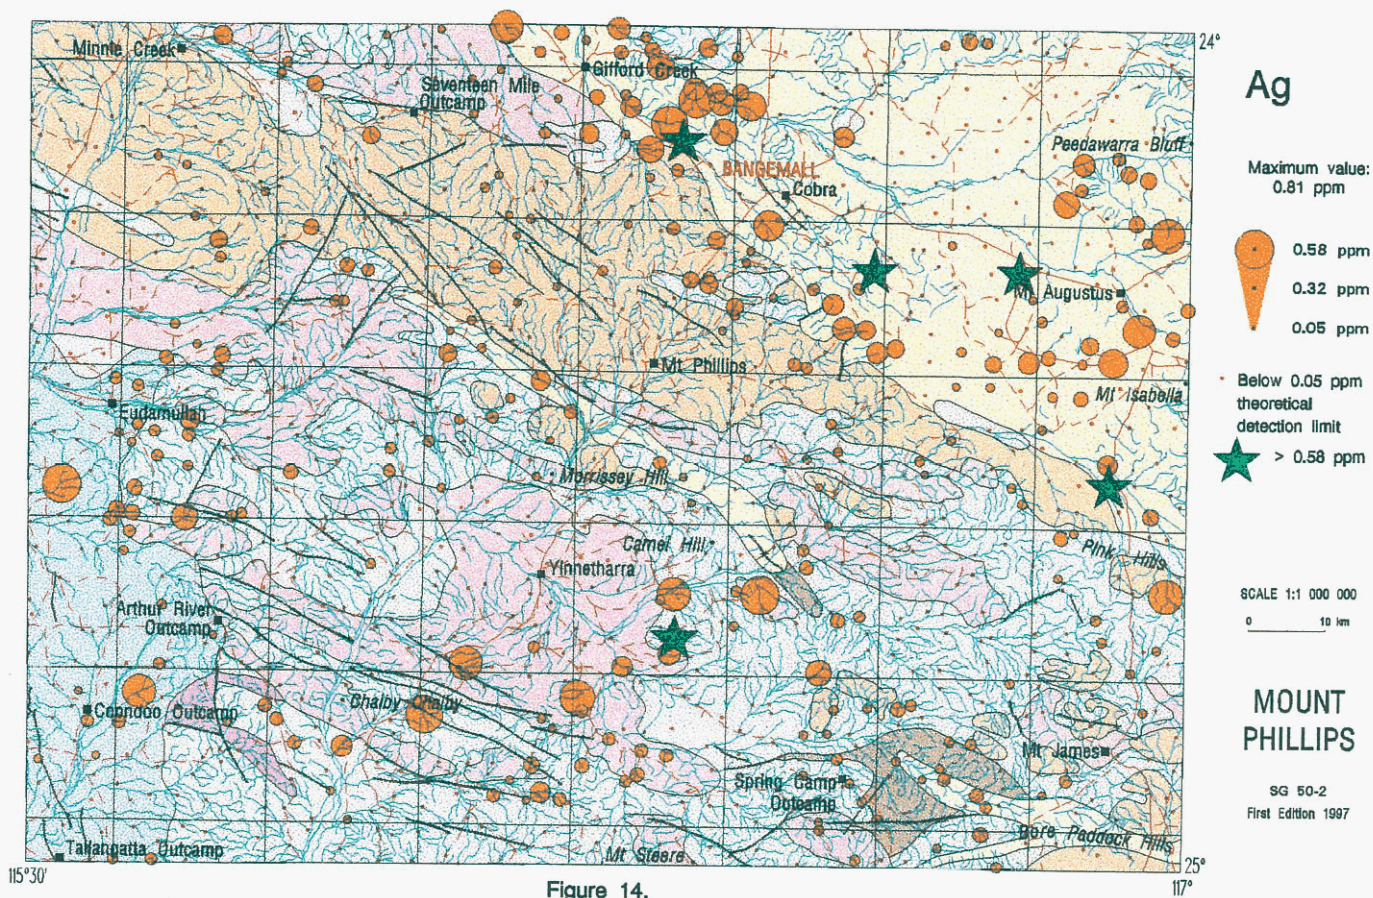 24°
Minnie Creek
Gifford Creek
Seventeen Mile
Outcamp
Peedawarra Bluff
BANGEMALL
Cobra
Mt Augustus
Mt Phillips
Mt Isabella
Eudamullah
Morrissey Hill
Camel Hill
Pink Hills
Yinnetharra
Arthur River
Outcamp
Bhalby Chalby
Coondoo Outcamp
Mt James
Spring Camp
Outcamp
Bore Paddock Hills
Tallangatta Outcamp
Mt Steere
25°
115°30'
117°
Figure 14.
Ag
Maximum value:
0.81 ppm
0.58 ppm
0.32 ppm
0.05 ppm
Below 0.05 ppm
theoretical
detection limit
> 0.58 ppm
SCALE 1:1 000 000
0 10 km
MOUNT
PHILLIPS
SG 50-2
First Edition 1997